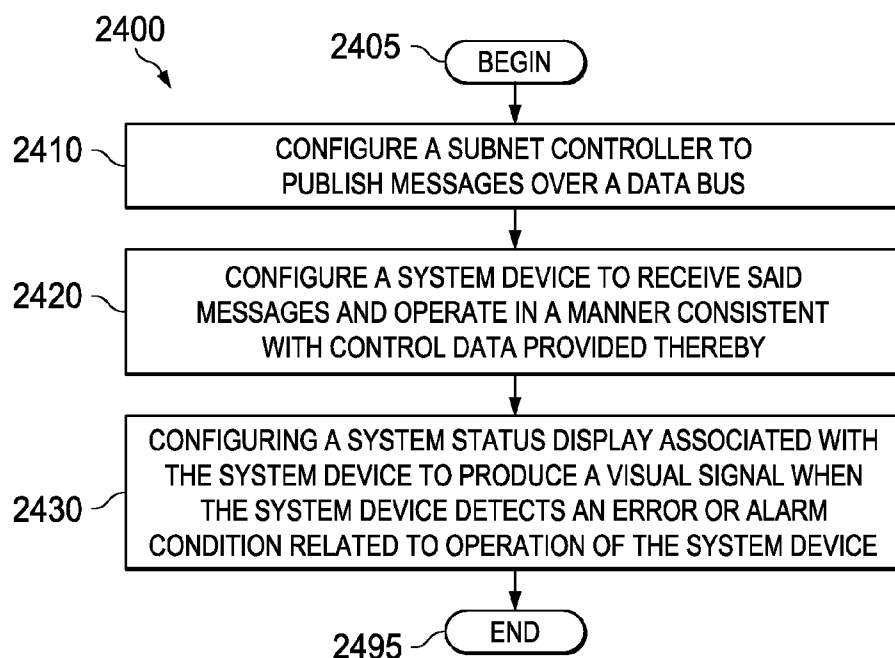 2400
2405
BEGIN
2410
CONFIGURE A SUBNET CONTROLLER TO
PUBLISH MESSAGES OVER A DATA BUS
2420
CONFIGURE A SYSTEM DEVICE TO RECEIVE SAID
MESSAGES AND OPERATE IN A MANNER CONSISTENT
WITH CONTROL DATA PROVIDED THEREBY
2430
CONFIGURING A SYSTEM STATUS DISPLAY ASSOCIATED WITH
THE SYSTEM DEVICE TO PRODUCE A VISUAL SIGNAL WHEN
THE SYSTEM DEVICE DETECTS AN ERROR OR ALARM
CONDITION RELATED TO OPERATION OF THE SYSTEM DEVICE
2495
END